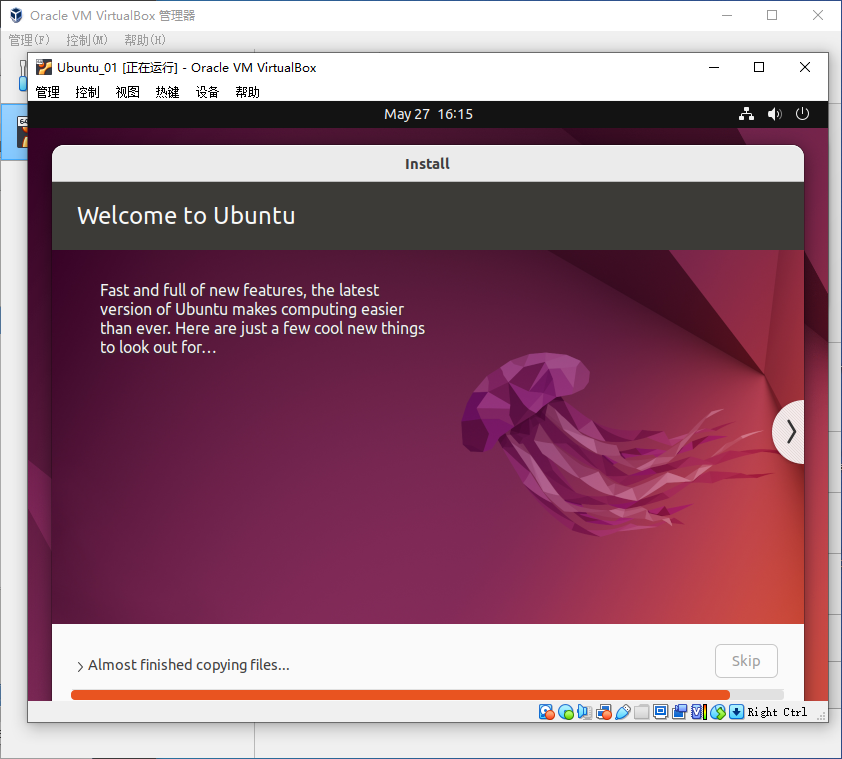 Oracle VM VirtualBox 管理器
管理(F) 控制(M) 帮助(H)
Ubuntu_01 [正在运行] - Oracle VM VirtualBox
管理 控制 视图 热键 设备 帮助
May 27 16:15
Install
Welcome to Ubuntu
Fast and full of new features, the latest
version of Ubuntu makes computing easier
than ever. Here are just a few cool new things
to look out for…
Almost finished copying files...
Skip
Right Ctrl